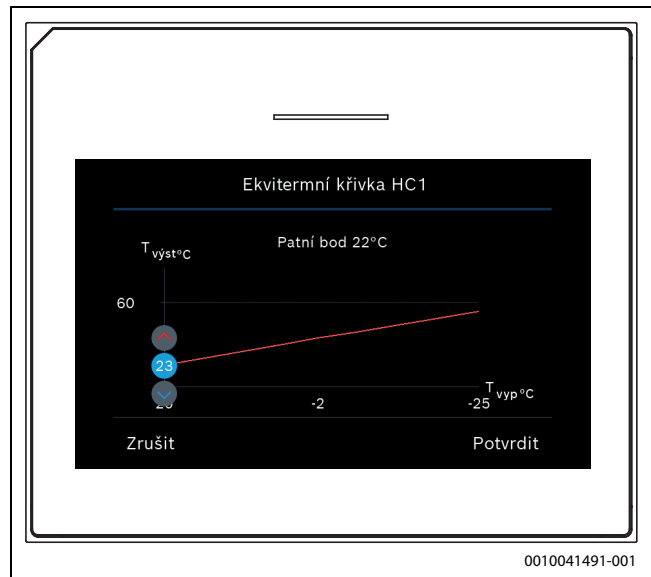 Ekvitermní křivka HC1
Patní bod 22°C
T výst°C
60
23
-2
-25
T vyp°C
Zrušit
Potvrdit
0010041491-001